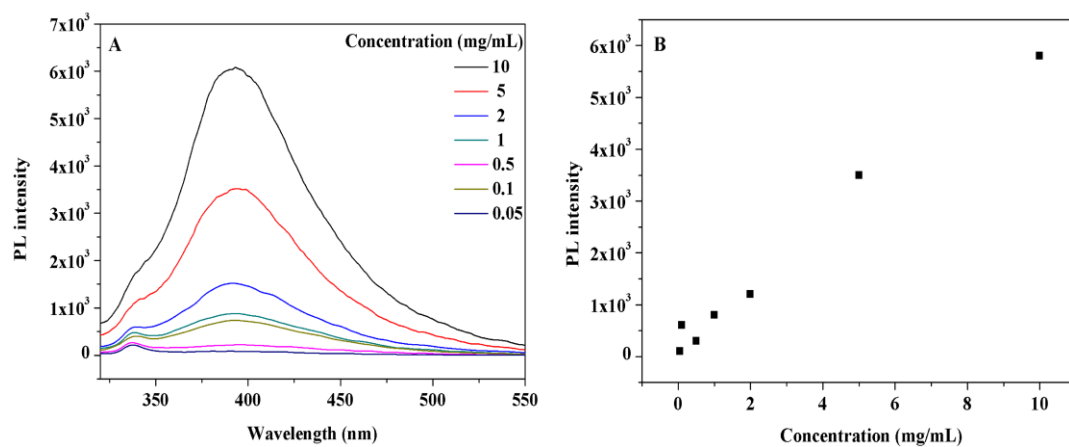 A
Concentration (mg/mL)
10
5
2
1
0.5
0.1
0.05
7x10³
6x10³
5x10³
4x10³
3x10³
2x10³
1x10³
0
PL intensity
350 400 450 500 550
Wavelength (nm)
B
6x10³
5x10³
4x10³
3x10³
2x10³
1x10³
0
PL intensity
0 2 4 6 8 10
Concentration (mg/mL)